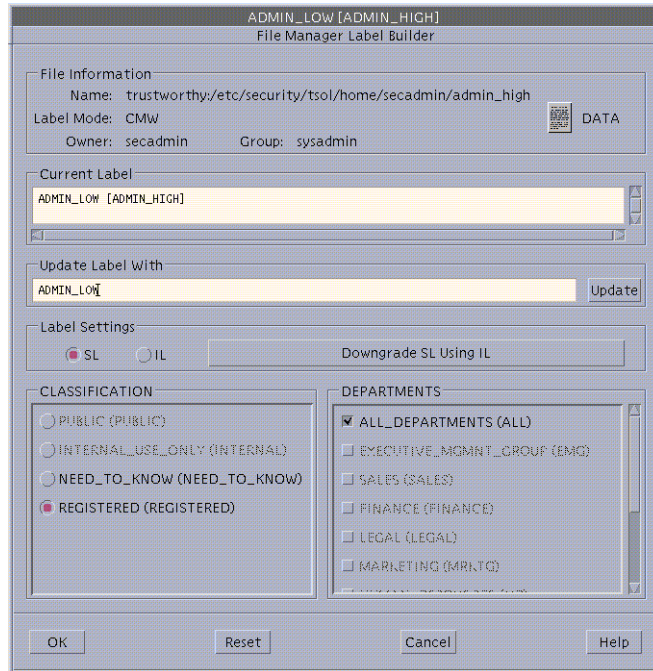 ADMIN_LOW [ADMIN_HIGH]
File Manager Label Builder
File Information
Name: trustworthy:/etc/security/tsol/home/secadmin/admin_high
Label Mode: CMW
DATA
Owner: secadmin Group: sysadmin
Current Label
ADMIN_LOW [ADMIN_HIGH]
Update Label With
ADMIN_LOW
Update
Label Settings
SL IL Downgrade SL Using IL
CLASSIFICATION
PUBLIC (PUBLIC)
INTERNAL_USE_ONLY (INTERNAL)
NEED_TO_KNOW (NEED_TO_KNOW)
REGISTERED (REGISTERED)
DEPARTMENTS
ALL_DEPARTMENTS (ALL)
EXECUTIVE_MGMNT_GROUP (EMG)
SALES (SALES)
FINANCE (FINANCE)
LEGAL (LEGAL)
MARKETING (MRKTG)
OK Reset Cancel Help